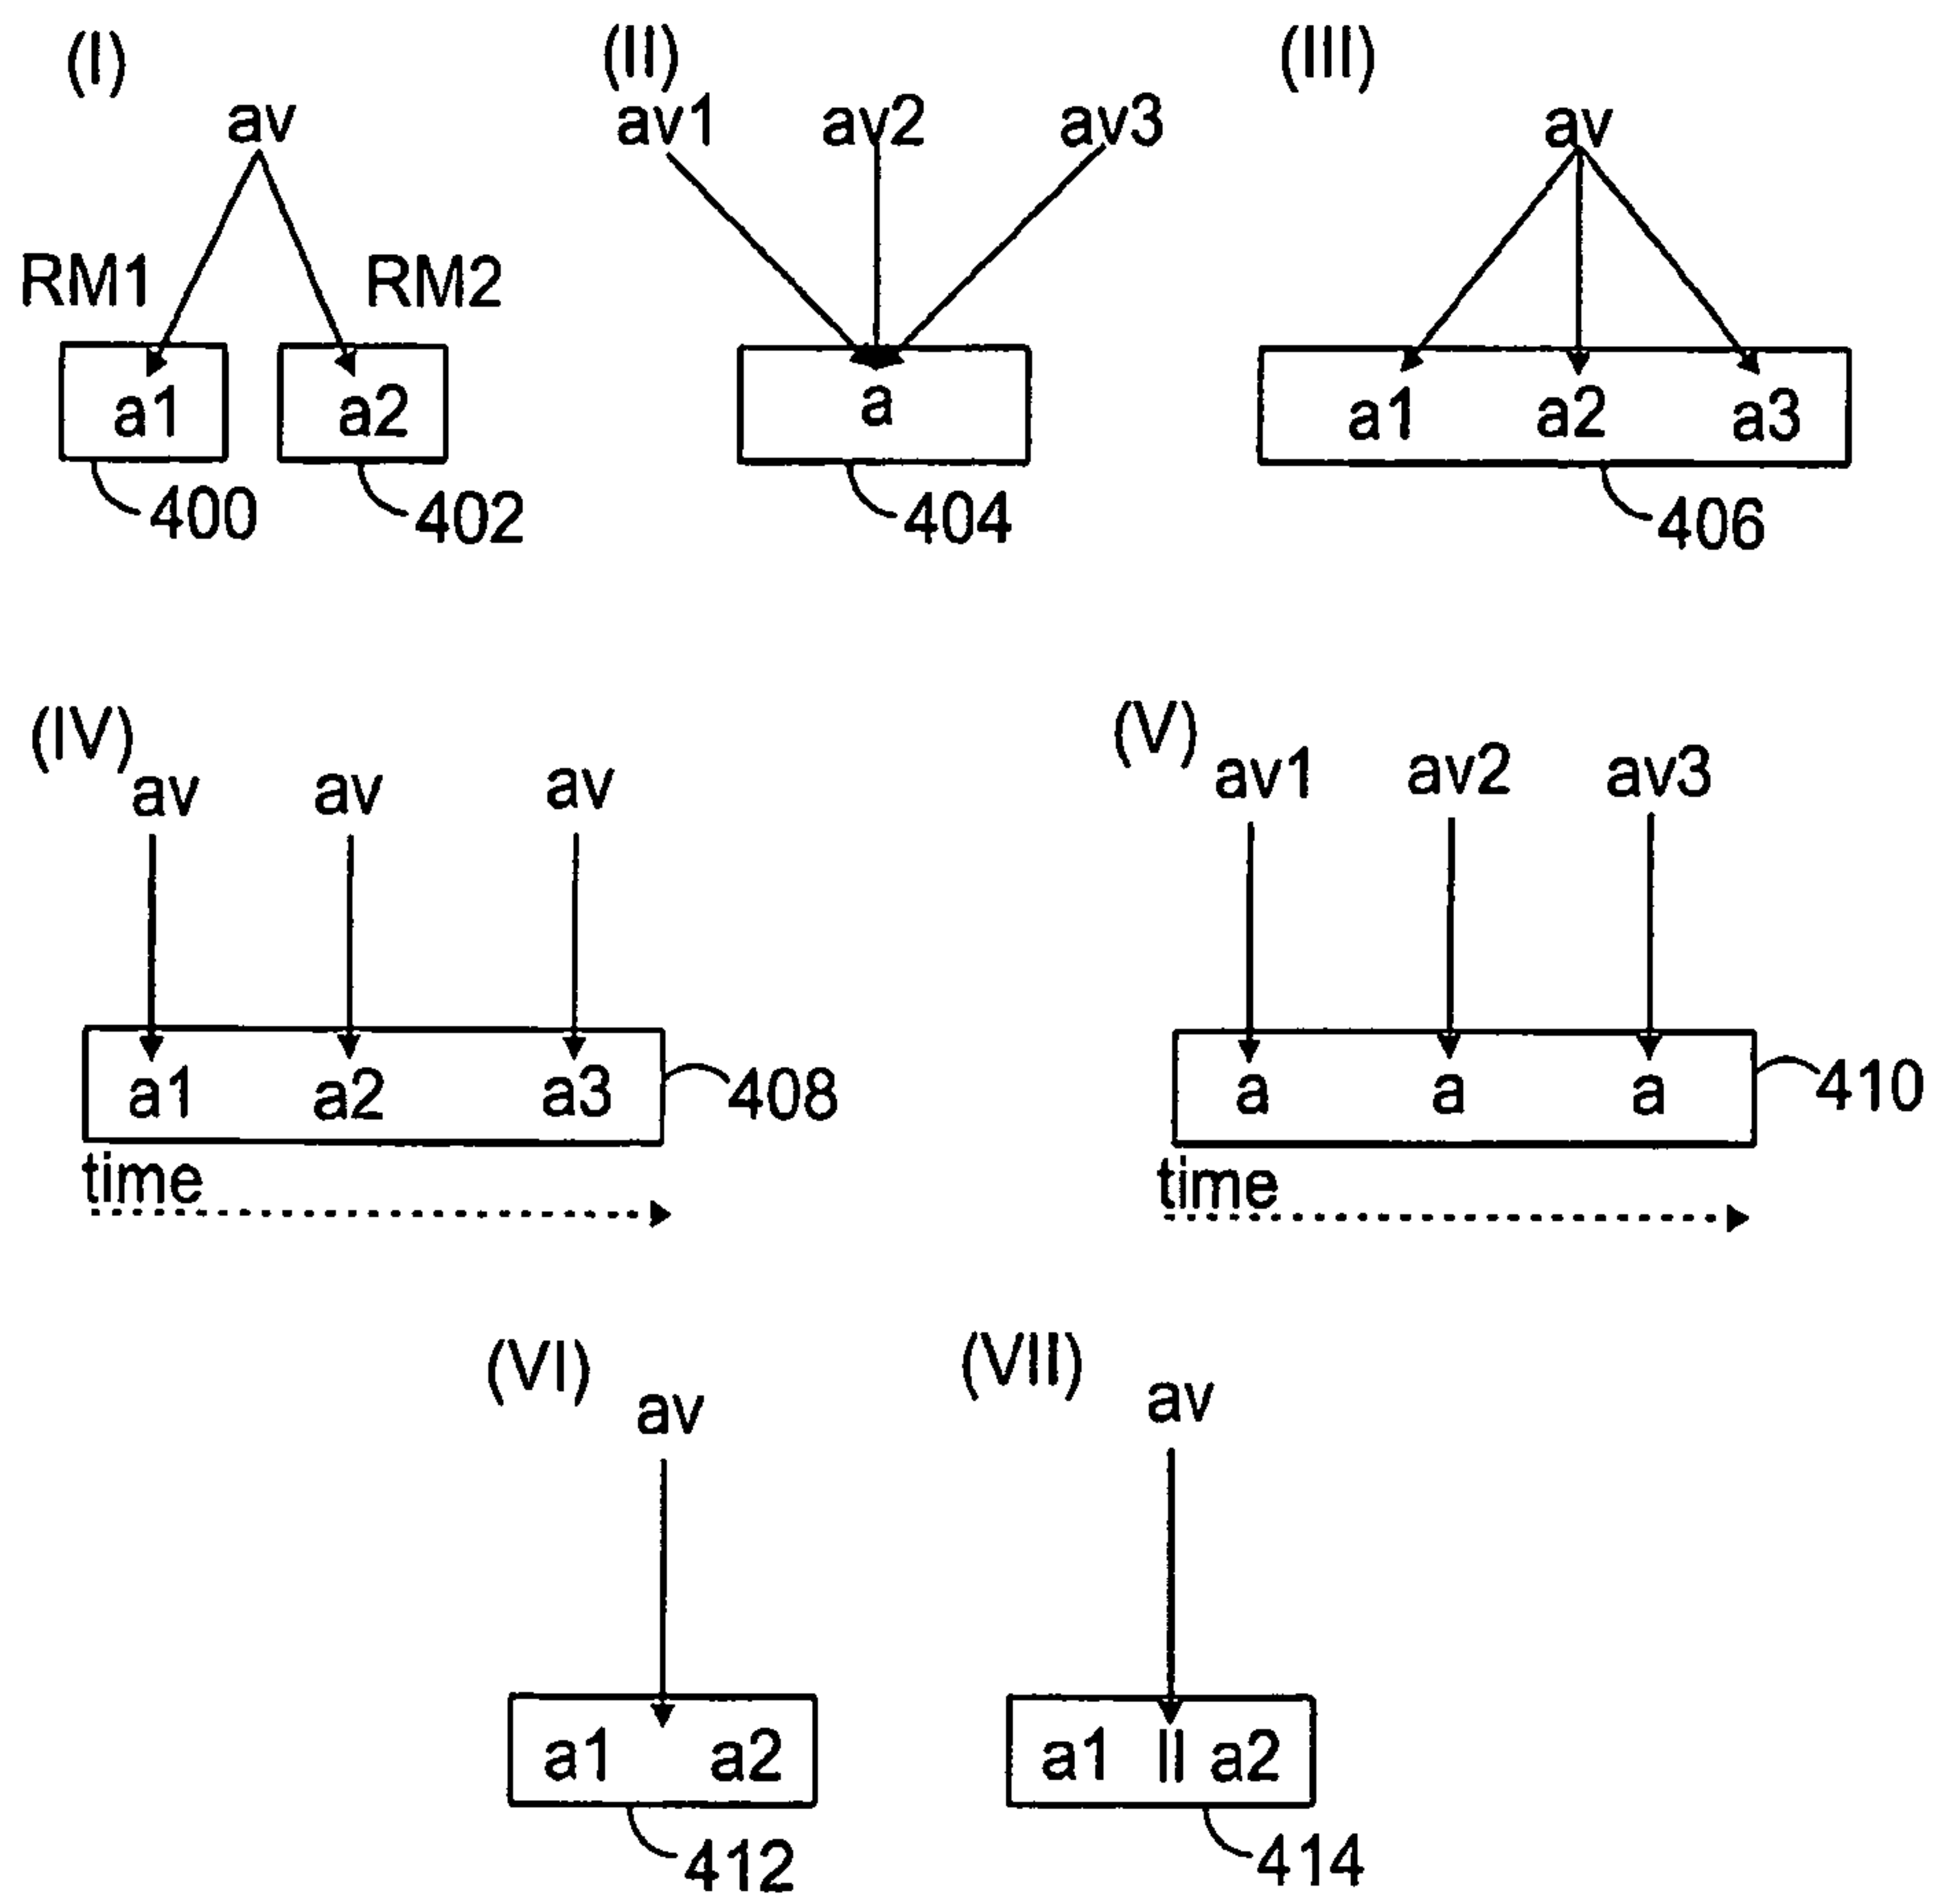 (I) (II) (III)
av av1 av2 av3 av
RM1 RM2
a1 a2 a a1 a2 a3
400 402 404 406
(IV) (V)
av av av av1 av2 av3
a1 a2 a3 408 a a a 410
time time
(VI) (VII)
av av
a1 a2 a1 || a2
412 414